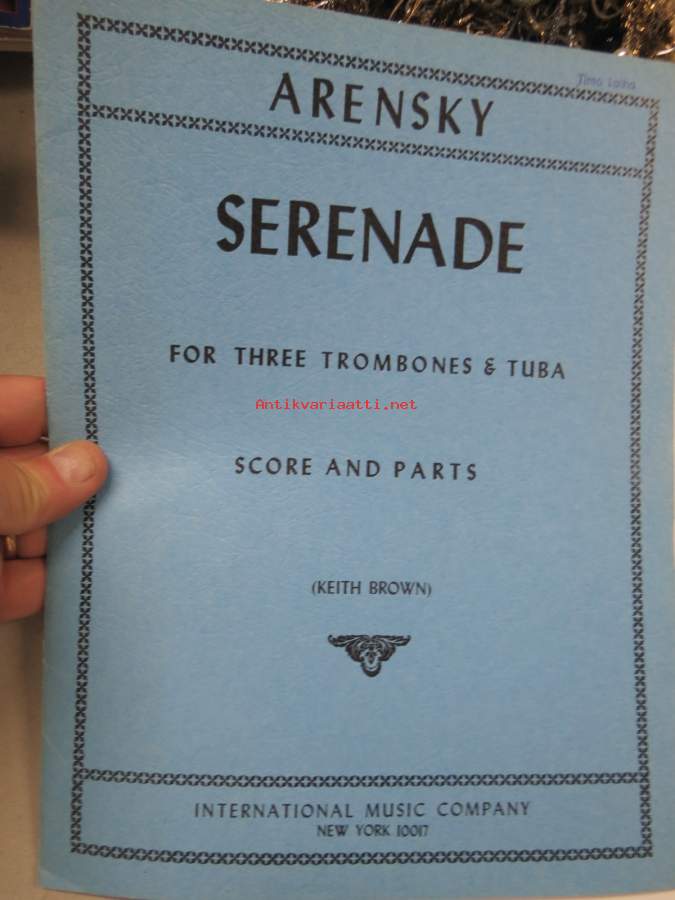 ARENSKY
SERENADE
FOR THREE TROMBONES & TUBA
Antikvariaatti.net
SCORE AND PARTS
(KEITH BROWN)
INTERNATIONAL MUSIC COMPANY
NEW YORK 10017